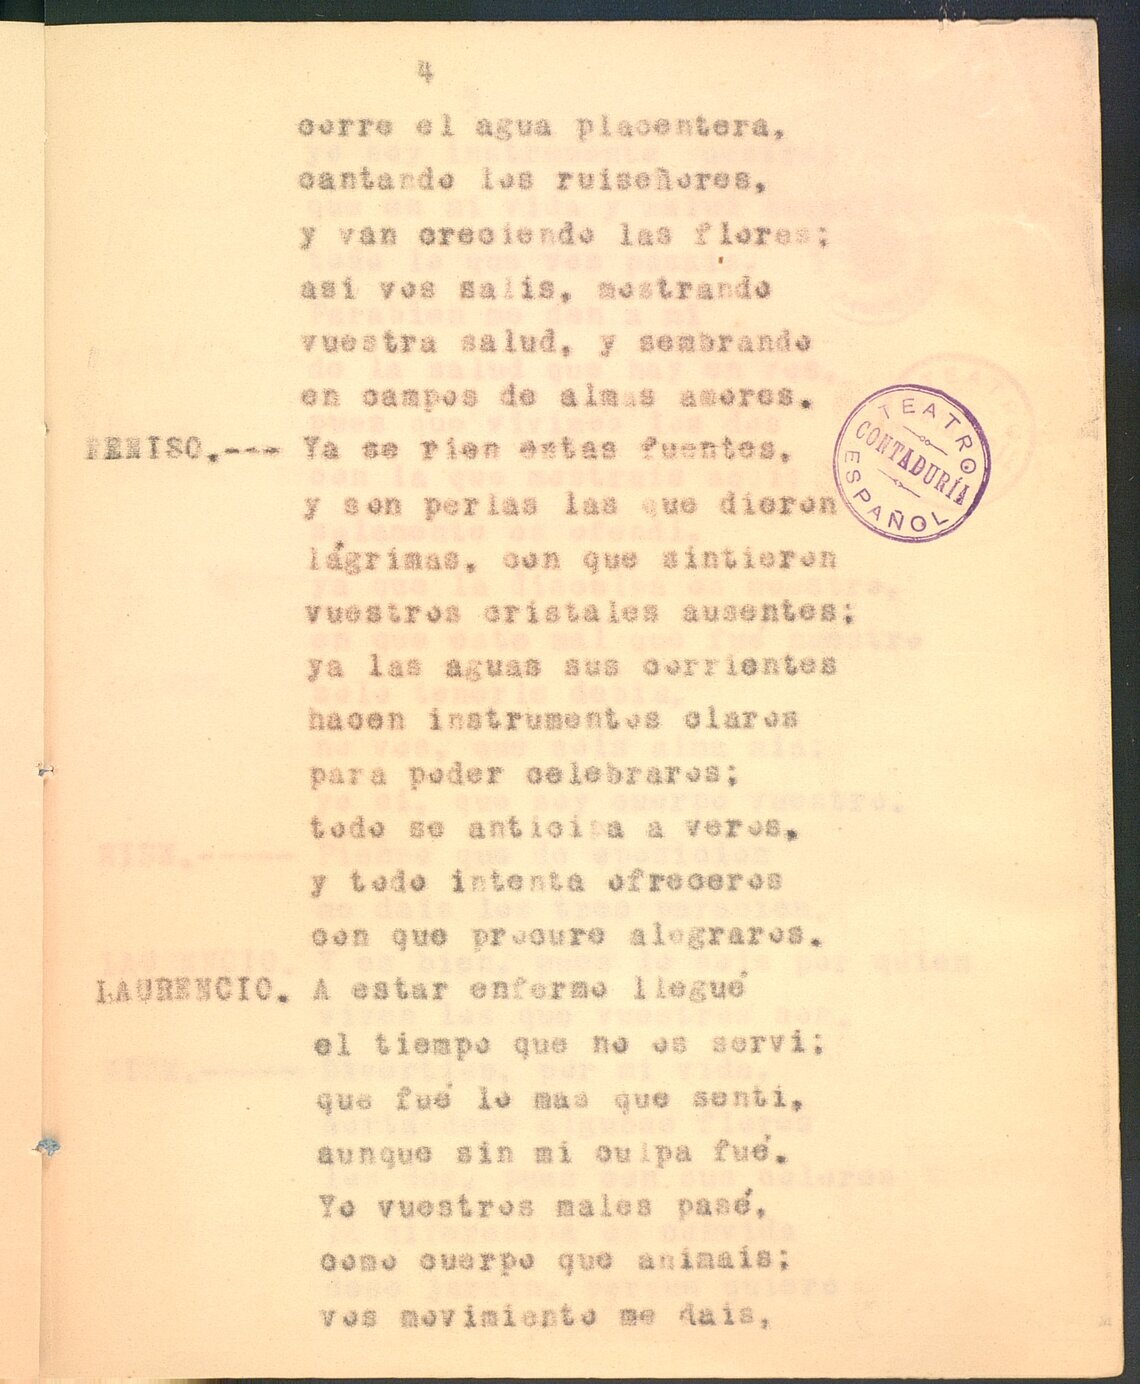 4
corre el agua placentera,
cantando los ruiseñores,
y van creciendo las flores;
así vos salís, mostrando
vuestra salud, y sembrando
en campos de almas amores.
FENISO.--- Ya se rien estas fuentes,
y son perlas las que dieron
lágrimas, con que sintieron
vuestros cristales ausentes;
ya las aguas sus corrientes
hacen instrumentos claros
para poder celebraros;
todo se anticipa a veros,
y todo intenta ofreceros
con que procure alegraros.
LAURENCIO. A estar enfermo llegué
el tiempo que no os serví;
que fué lo mas que sentí,
aunque sin mi culpa fué.
Yo vuestros males pasé,
como cuerpo que animáis;
vos movimiento me dais,
TEATRO
CONTADURÍA
ESPAÑOL